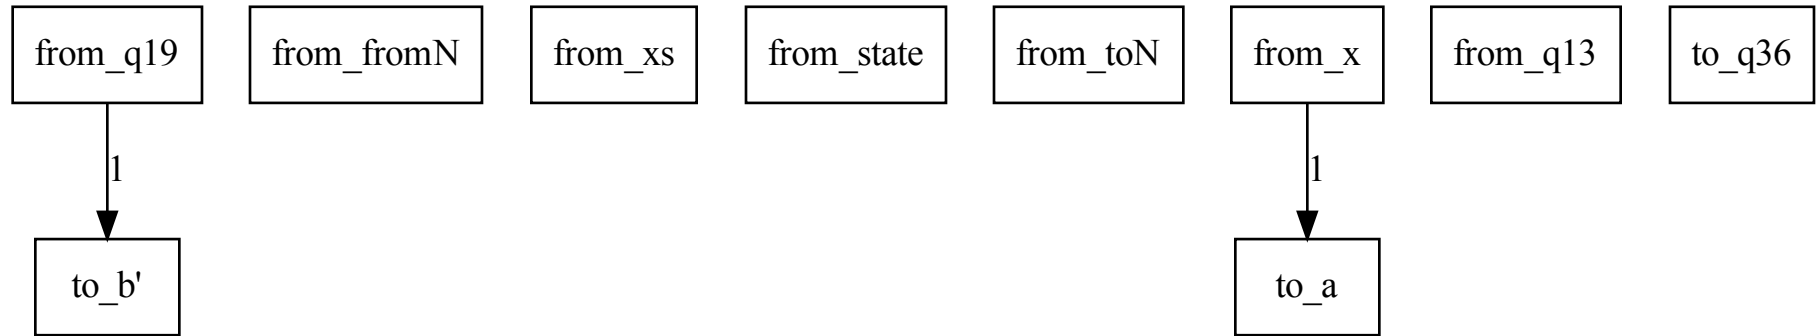 from_q19
from_fromN
from_xs
from_state
from_toN
from_x
from_q13
to_q36
1
1
to_b'
to_a